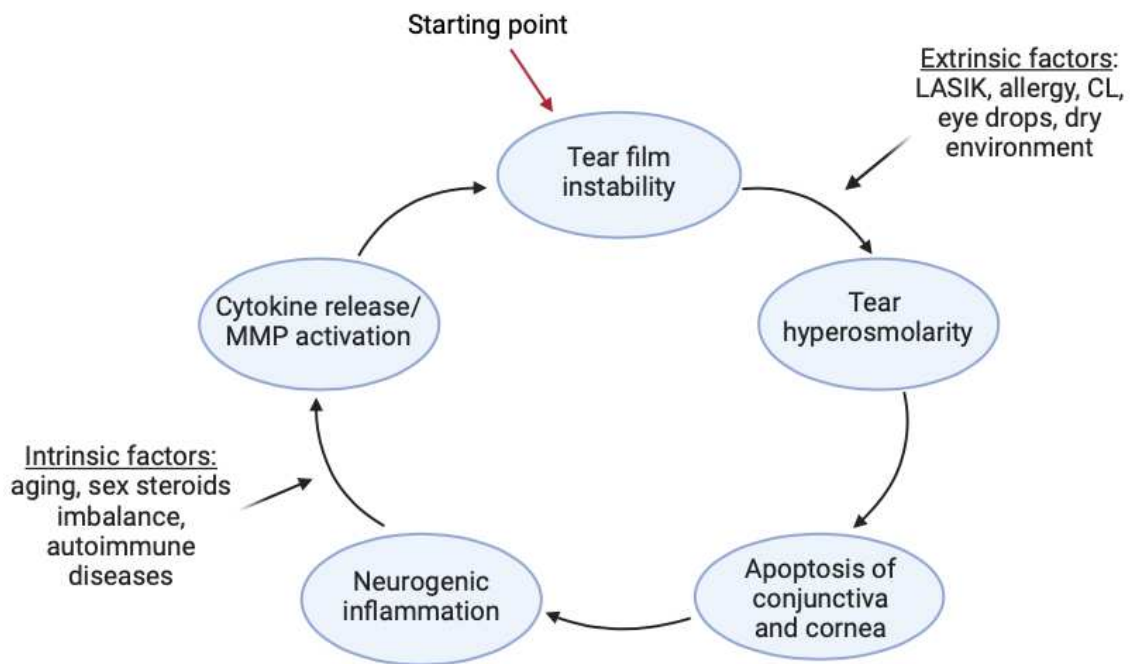 Starting point
Extrinsic factors:
LASIK, allergy, CL,
eye drops, dry
environment
Tear film
instability
Tear
hyperosmolarity
Apoptosis of
conjunctiva
and cornea
Neurogenic
inflammation
Intrinsic factors:
aging, sex steroids
imbalance,
autoimmune
diseases
Cytokine release/
MMP activation